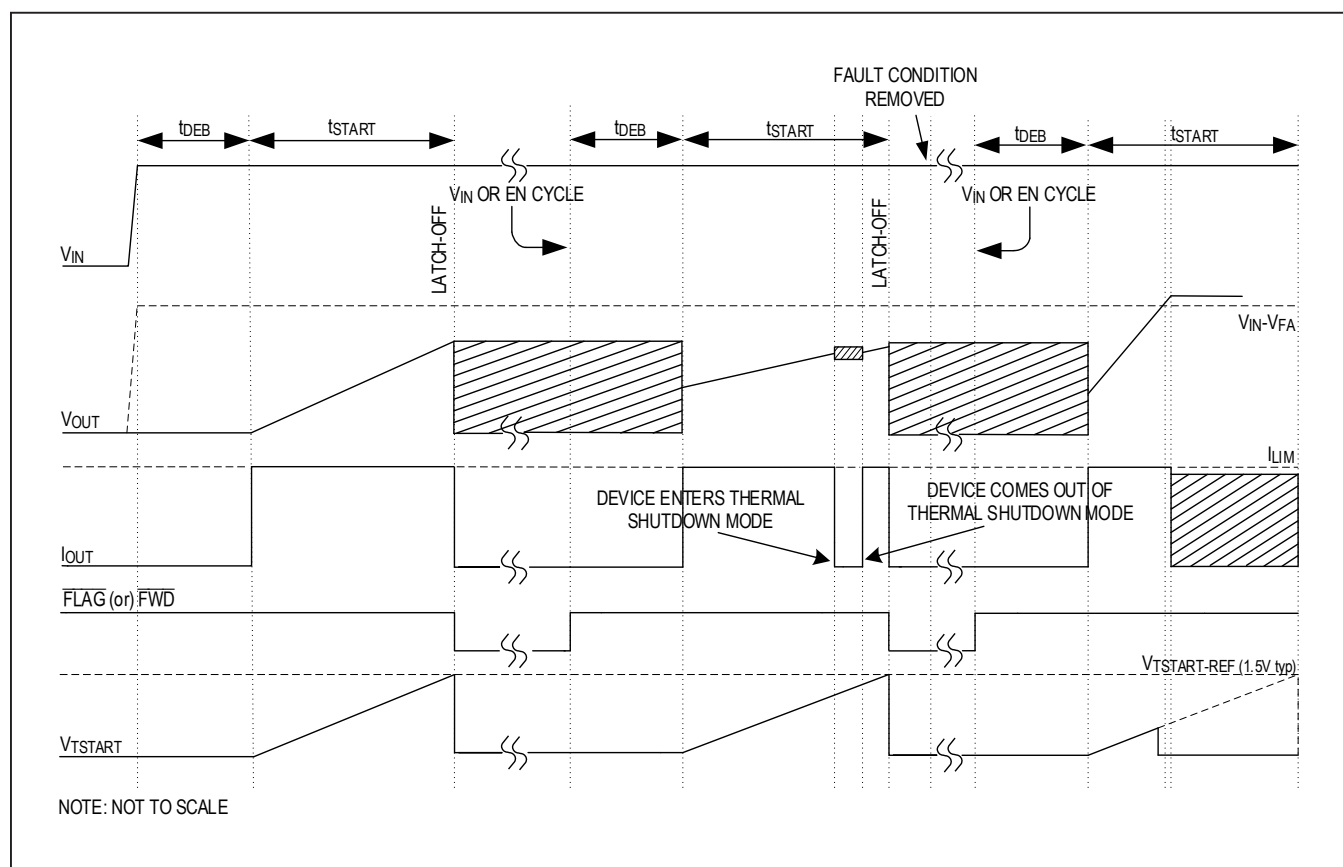 FAULT CONDITION
REMOVED
tDEB
tSTART
tDEB
tSTART
tDEB
tSTART
VIN OR EN CYCLE
VIN OR EN CYCLE
LATCH-OFF
LATCH-OFF
VIN
VIN-VFA
VOUT
ILIM
DEVICE ENTERS THERMAL
SHUTDOWN MODE
DEVICE COMES OUT OF
THERMAL SHUTDOWN MODE
IOUT
FLAG (or) FWD
VTSTART-REF (1.5V typ)
VTSTART
NOTE: NOT TO SCALE